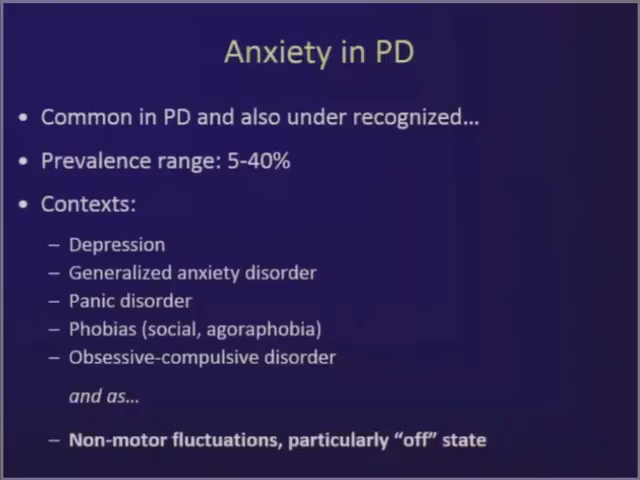 Anxiety in PD
• Common in PD and also under recognized...
• Prevalence range: 5-40%
• Contexts:
– Depression
– Generalized anxiety disorder
– Panic disorder
– Phobias (social, agoraphobia)
– Obsessive-compulsive disorder
and as...
– Non-motor fluctuations, particularly “off” state